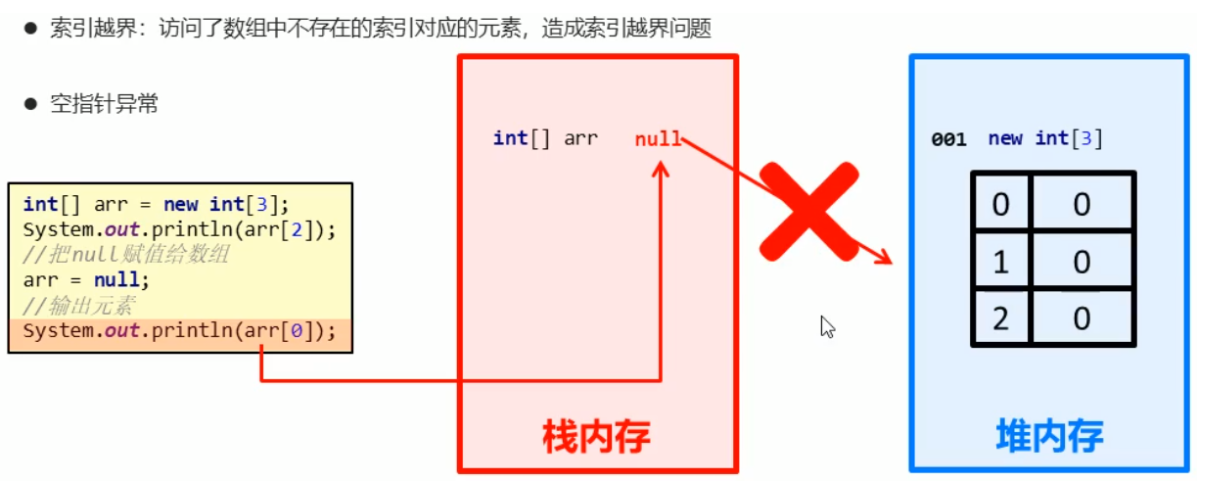 ● 索引越界：访问了数组中不存在的索引对应的元素，造成索引越界问题
● 空指针异常
int[] arr = new int[3];
System.out.println(arr[2]);
//把null赋值给数组
arr = null;
//输出元素
System.out.println(arr[0]);
int[] arr null
栈内存
001 new int[3]
0 0
1 0
2 0
堆内存